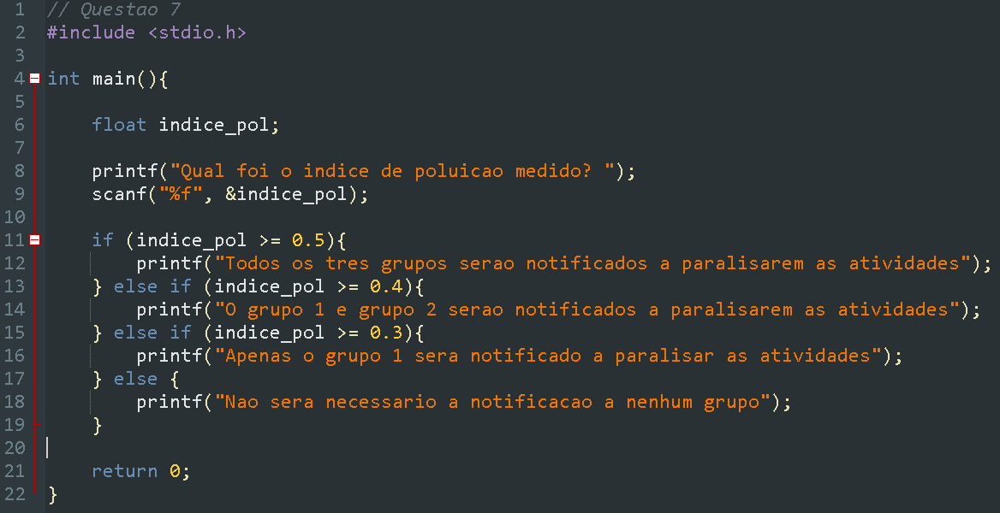 1 // Questao 7
2 #include <stdio.h>
3
4 int main(){
5
6 float indice_pol;
7
8 printf("Qual foi o indice de poluicao medido? ");
9 scanf("%f", &indice_pol);
10
11 if (indice_pol >= 0.5){
12 printf("Todos os tres grupos serao notificados a paralisarem as atividades");
13 } else if (indice_pol >= 0.4){
14 printf("O grupo 1 e grupo 2 serao notificados a paralisarem as atividades");
15 } else if (indice_pol >= 0.3){
16 printf("Apenas o grupo 1 sera notificado a paralisar as atividades");
17 } else {
18 printf("Nao sera necessario a notificacao a nenhum grupo");
19 }
20
21 return 0;
22 }